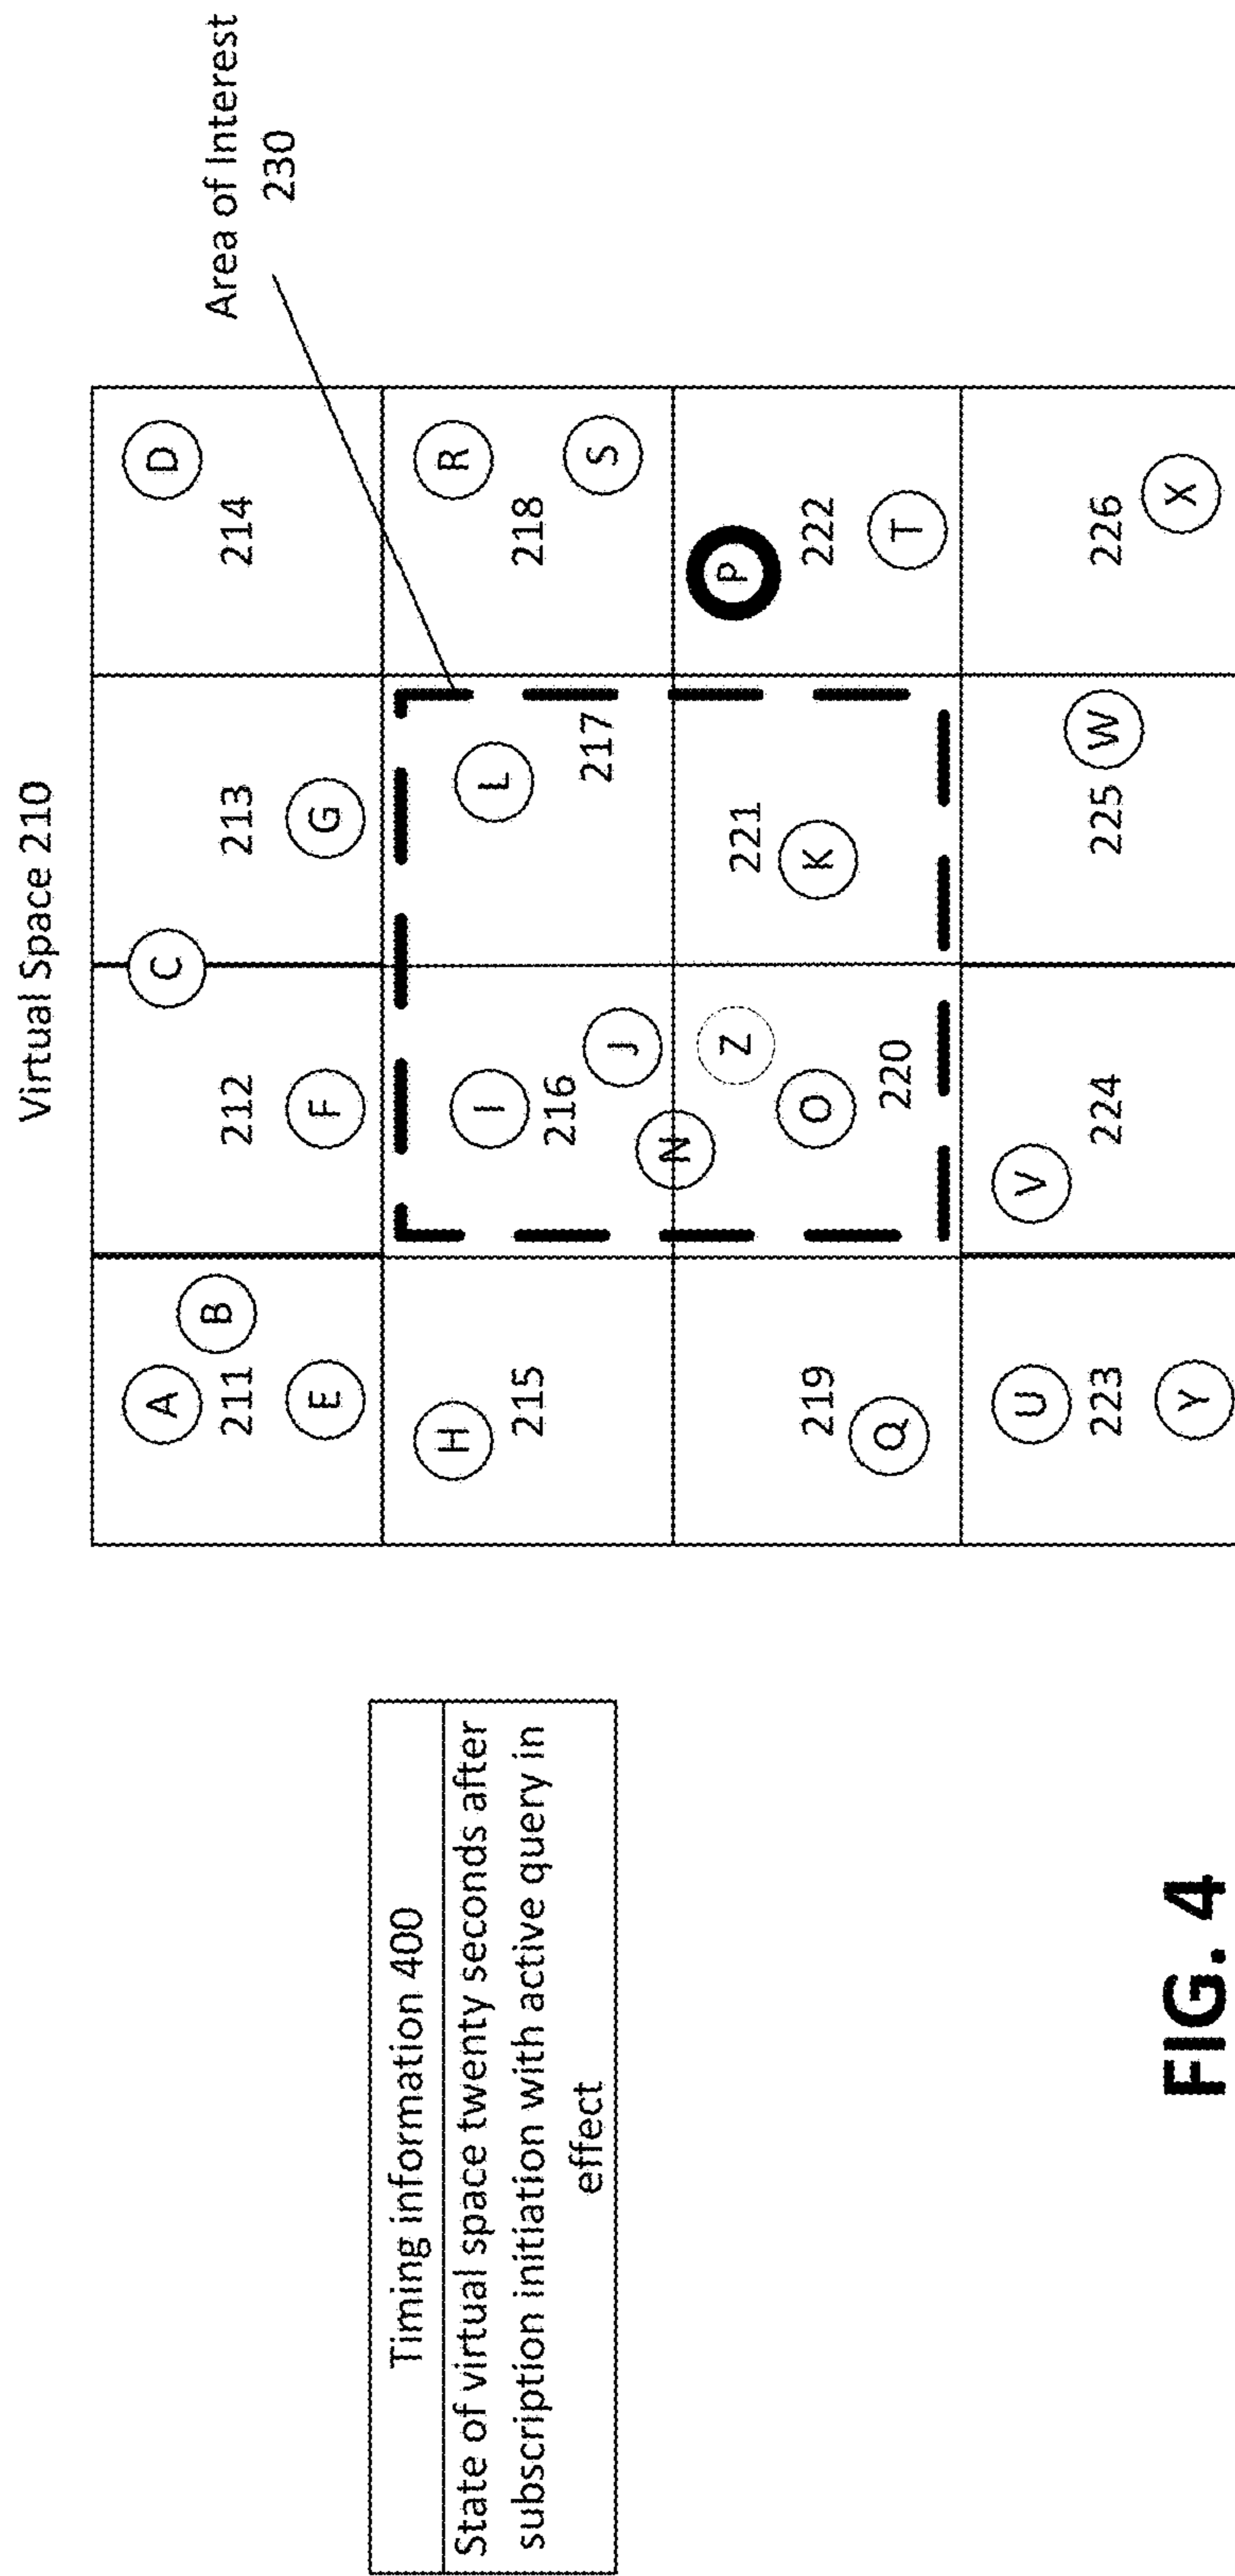 Virtual Space 210
Area of Interest
230
A
B
211
E
C
212
F
213
G
D
214
H
215
I
216
J
L
217
R
218
S
N
219
Q
Z
O
220
221
K
P
222
T
U
223
Y
V
224
225
W
226
X
Timing information 400
State of virtual space twenty seconds after
subscription initiation with active query in
effect
FIG. 4